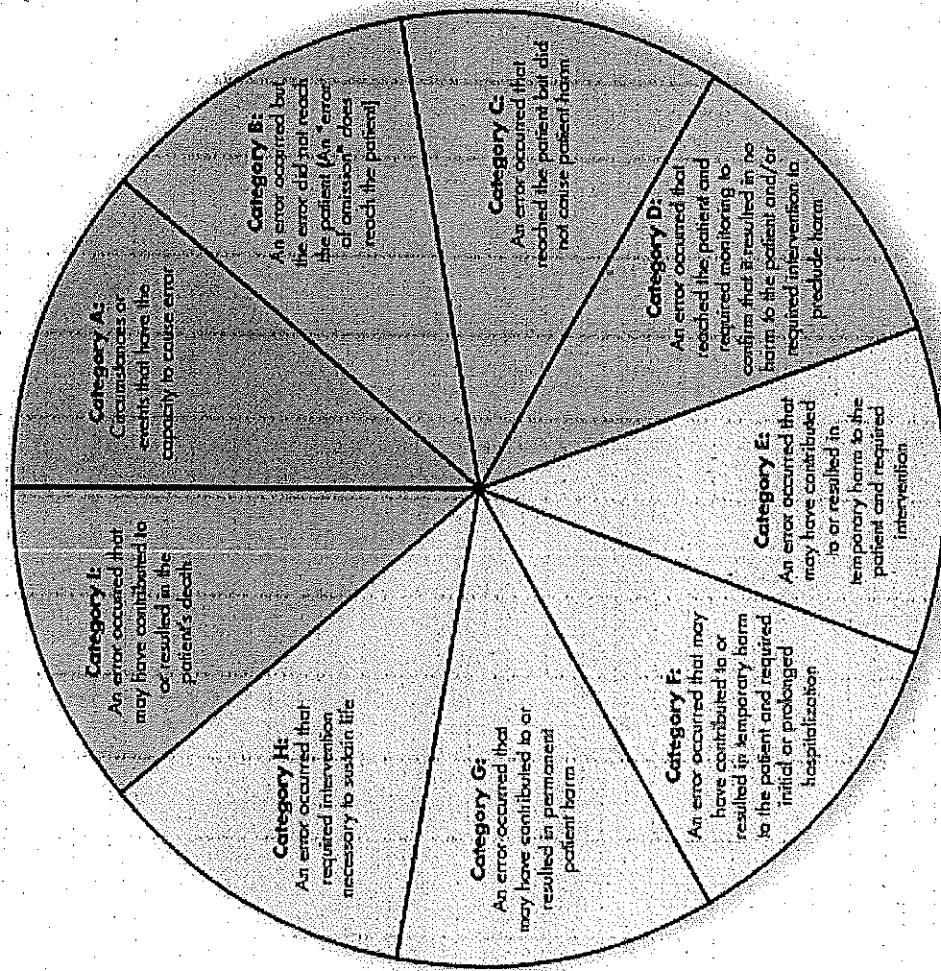 Category A:
Circumstances or
events that have the
capacity to cause error
Category B:
An error occurred but
the error did not reach
the patient (An "error
of omission" does
reach the patient)
Category C:
An error occurred that
reached the patient but did
not cause patient harm
Category D:
An error occurred that
reached the patient and
required monitoring to
confirm that it resulted in no
harm to the patient and/or
required intervention to
preclude harm
Category E:
An error occurred that
may have contributed
to or resulted in
temporary harm to the
patient and required
intervention
Category F:
An error occurred that may
have contributed to or
resulted in temporary harm
to the patient and required
initial or prolonged
hospitalization
Category G:
An error occurred that
may have contributed to or
resulted in permanent
patient harm
Category H:
An error occurred that
required intervention
necessary to sustain life
Category I:
An error occurred that
may have contributed to
or resulted in the
patient's death